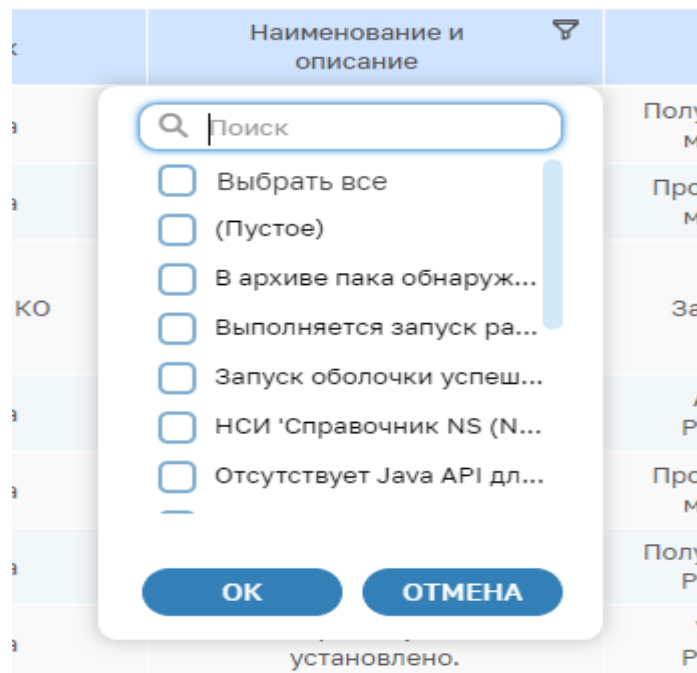 Наименование и
описание
Поиск
Выбрать все
(Пустое)
В архиве пака обнаруж...
Выполняется запуск ра...
КО
Запуск оболочки успеш...
НСИ 'Справочник NS (N...
Отсутствует Java API дл...
ОК
ОТМЕНА
установлено.